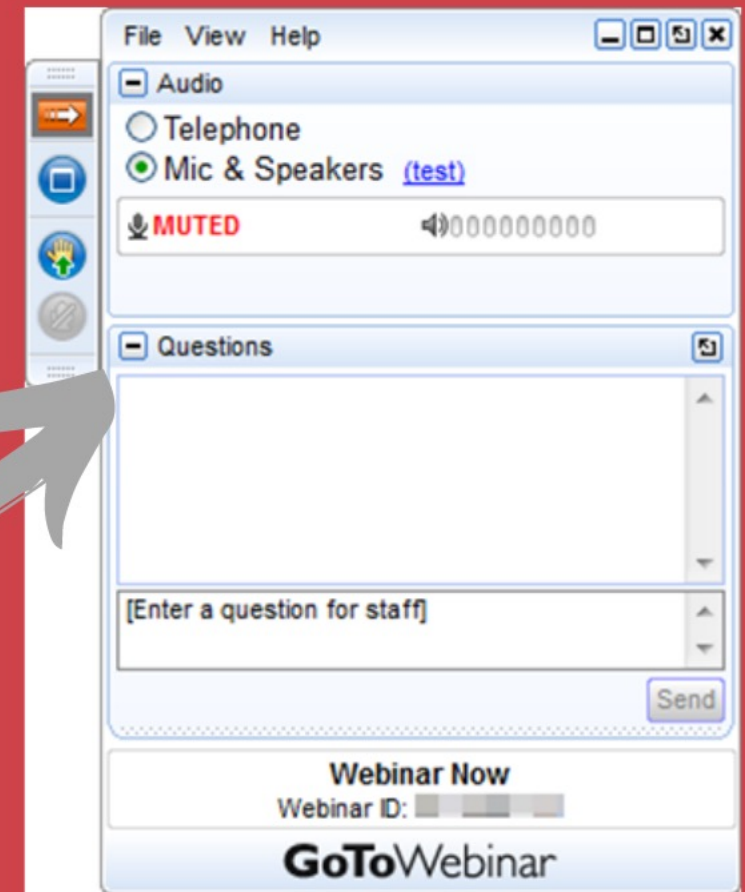 File View Help
Audio
Telephone
Mic & Speakers (test)
MUTED
Questions
[Enter a question for staff]
Send
Webinar Now
Webinar ID:
GoToWebinar